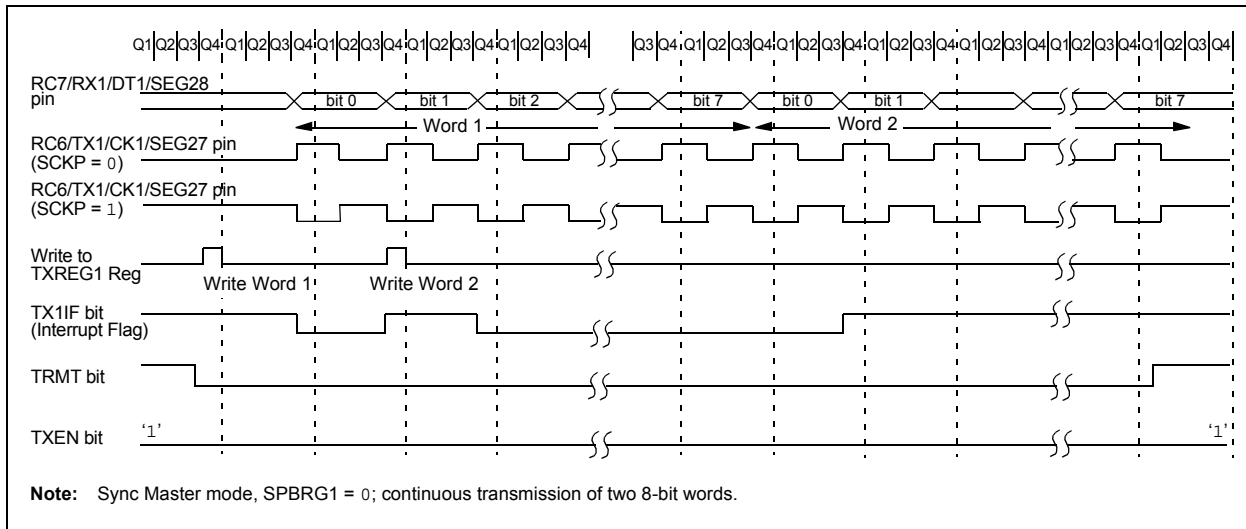 Q1 Q2 Q3 Q4 Q1 Q2 Q3 Q4 Q1 Q2 Q3 Q4 Q1 Q2 Q3 Q4 Q1 Q2 Q3 Q4 Q3 Q4 Q1 Q2 Q3 Q4 Q1 Q2 Q3 Q4 Q1 Q2 Q3 Q4 Q1 Q2 Q3 Q4 Q1 Q2 Q3 Q4 Q1 Q2 Q3 Q4
RC7/RX1/DT1/SEG28
pin
bit 0 bit 1 bit 2 bit 7 bit 0 bit 1 bit 7
Word 1 Word 2
RC6/TX1/CK1/SEG27 pin
(SCKP = 0)
RC6/TX1/CK1/SEG27 pin
(SCKP = 1)
Write to
TXREG1 Reg
Write Word 1 Write Word 2
TX1IF bit
(Interrupt Flag)
TRMT bit
TXEN bit '1' '1'
Note: Sync Master mode, SPBRG1 = 0; continuous transmission of two 8-bit words.